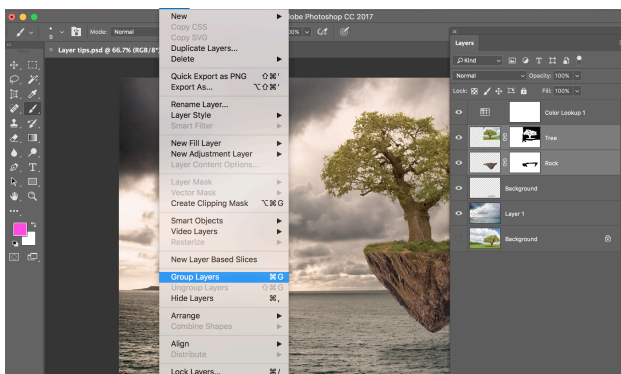 New
obe Photoshop CC 2017
Copy CSS
Copy SVG
Mode: Normal
00%
Duplicate Layers...
Delete
Layer tips.psd @ 66.7% (RGB/8*)
Layers
Kind
Quick Export as PNG ⇧⌘'
Export As... ⌥⇧⌘'
Normal
Opacity: 100%
Rename Layer...
Layer Style
Smart Filter
Lock:
Fill: 100%
Color Lookup 1
New Fill Layer
New Adjustment Layer
Layer Content Options...
Tree
Layer Mask
Vector Mask
Create Clipping Mask ⌥⌘G
Rock
Smart Objects
Video Layers
Rasterize
Background
Layer 1
New Layer Based Slices
Background
Group Layers ⌘G
Ungroup Layers ⇧⌘G
Hide Layers ⌘,
Arrange
Combine Shapes
Align
Distribute
Lock Layers... ⌘/